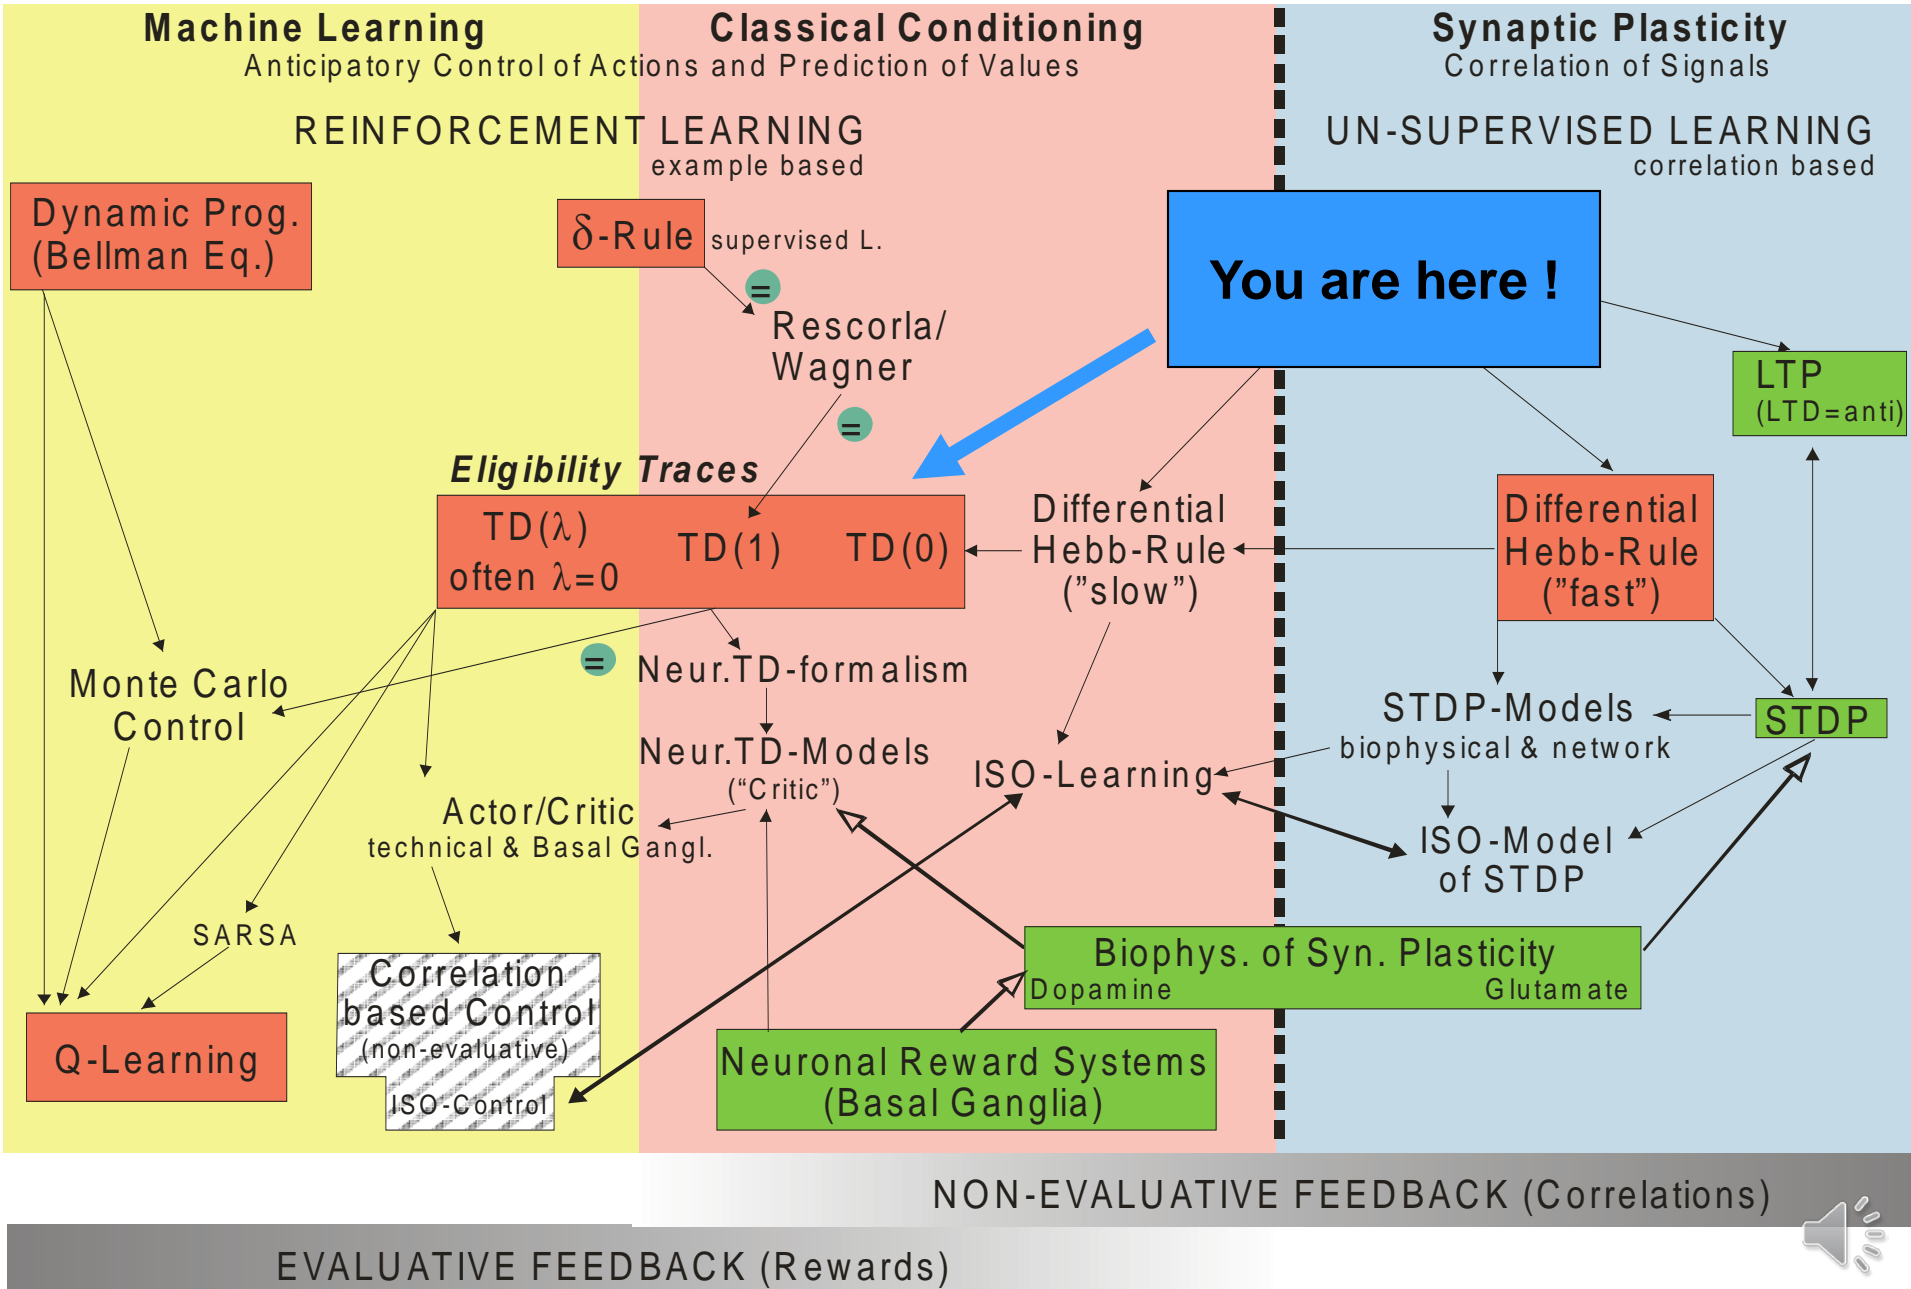 Machine Learning
Classical Conditioning
Anticipatory Control of Actions and Prediction of Values
Synaptic Plasticity
Correlation of Signals
REINFORCEMENT LEARNING
example based
UN-SUPERVISED LEARNING
correlation based
Dynamic Prog.
(Bellman Eq.)
δ-Rule supervised L.
=
Rescorla/
Wagner
=
You are here !
LTP
(LTD=anti)
Eligibility Traces
TD(λ)
often λ=0
TD(1)
TD(0)
Differential
Hebb-Rule
("slow")
Differential
Hebb-Rule
("fast")
=
Monte Carlo
Control
Neur.TD-formalism
Neur.TD-Models
("Critic")
ISO-Learning
STDP-Models
biophysical & network
STDP
Actor/Critic
technical & Basal Gangl.
ISO-Model
of STDP
SARSA
Correlation
based Control
(non-evaluative)
ISO-Control
Biophys. of Syn. Plasticity
Dopamine
Glutamate
Q-Learning
Neuronal Reward Systems
(Basal Ganglia)
NON-EVALUATIVE FEEDBACK (Correlations)
EVALUATIVE FEEDBACK (Rewards)